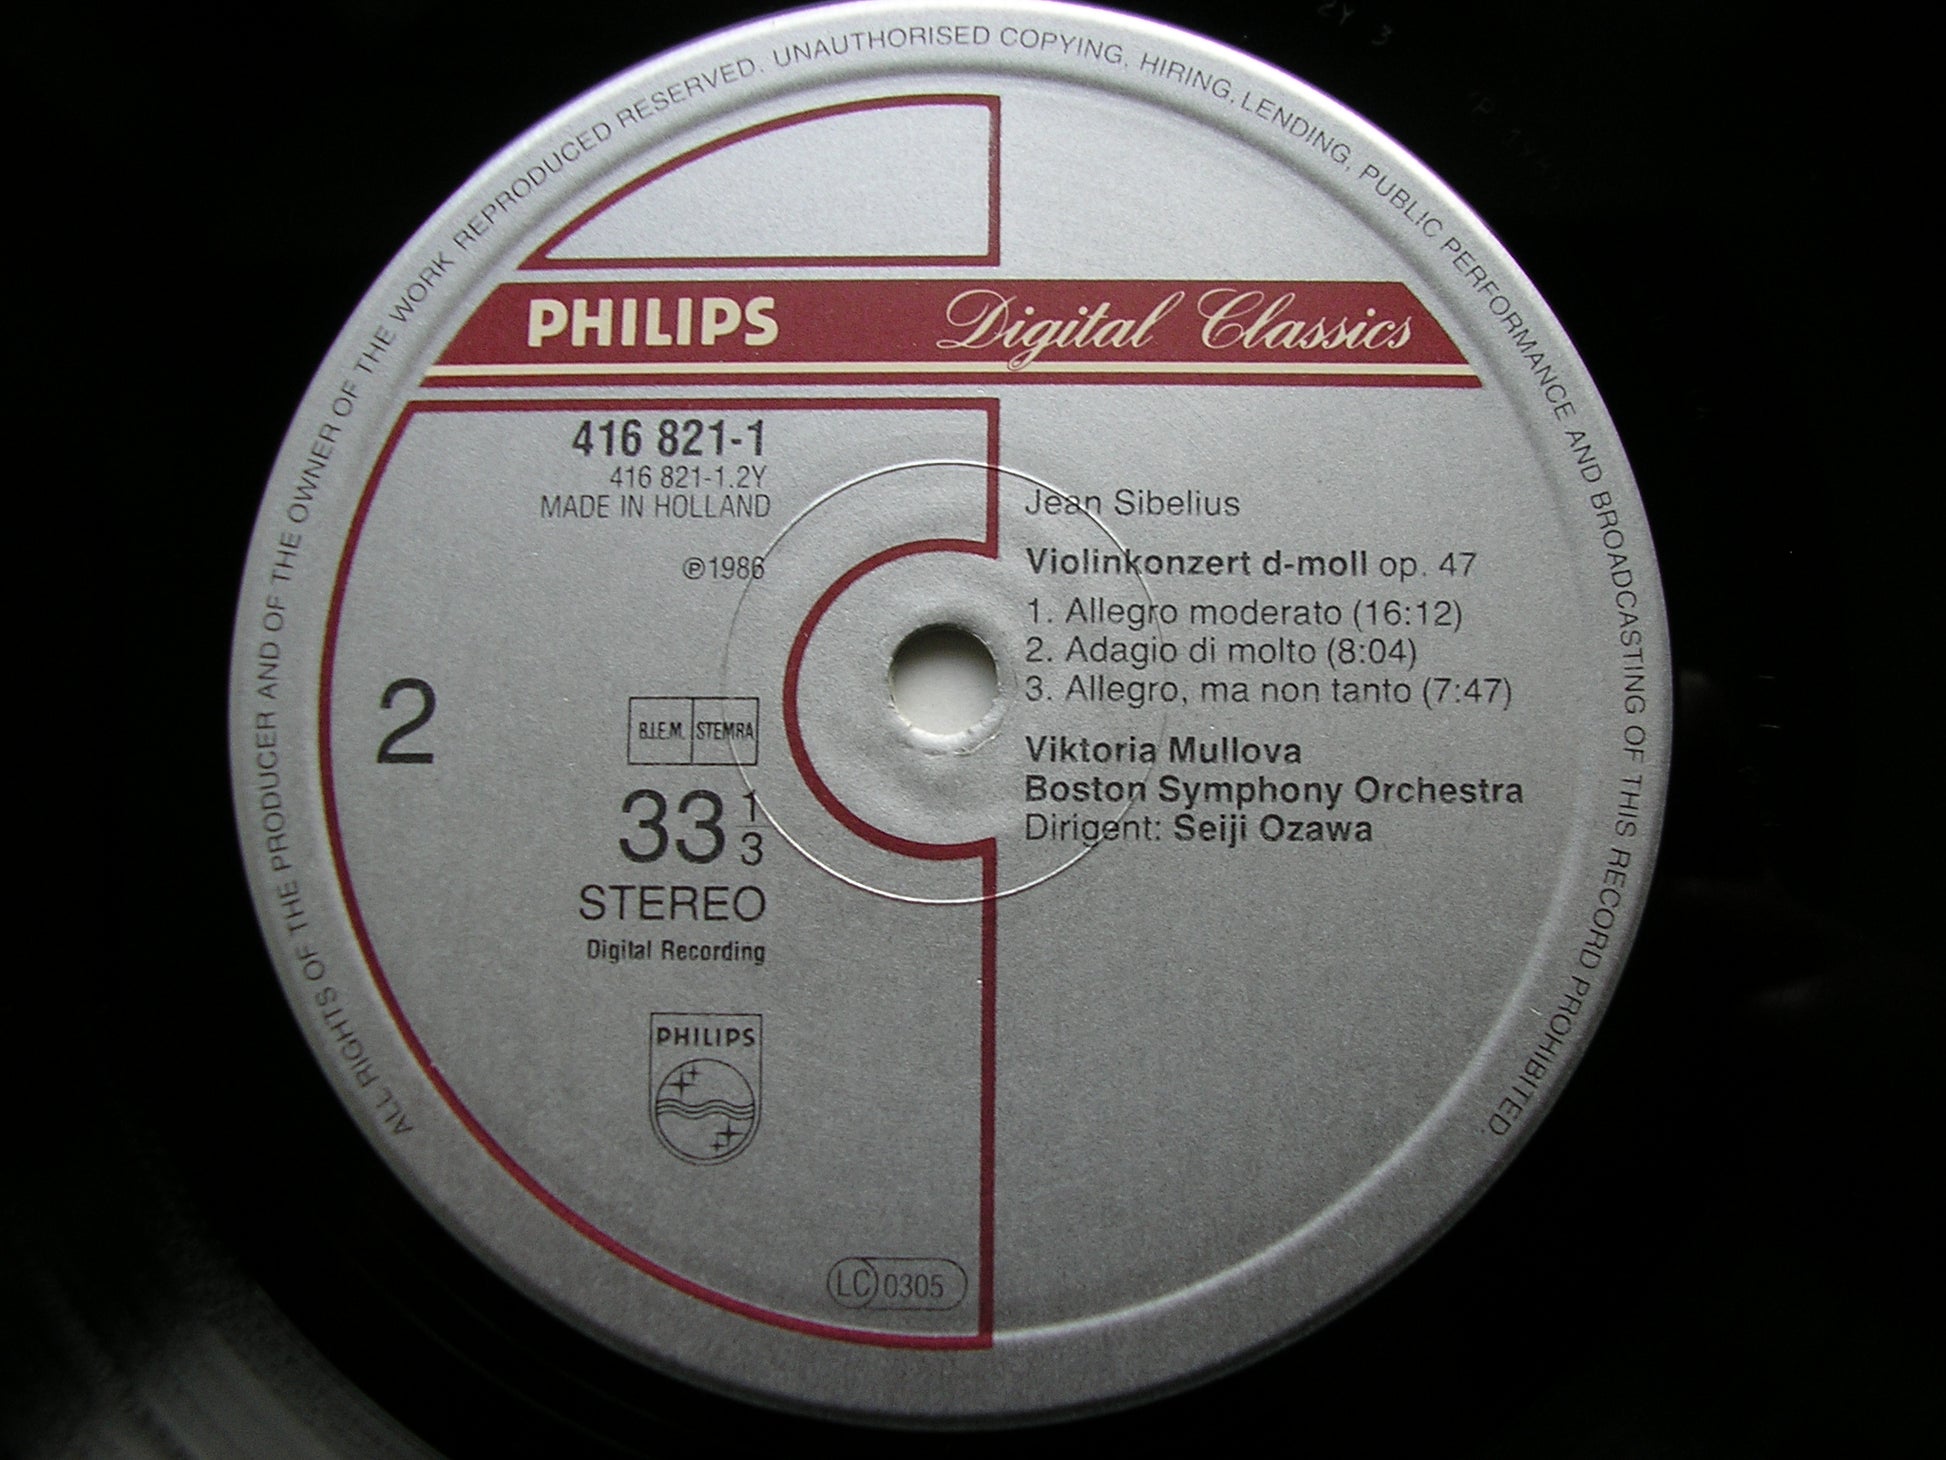 ALL RIGHTS OF THE PRODUCER AND OF THE OWNER OF THE WORK REPRODUCED RESERVED. UNAUTHORISED COPYING, HIRING, LENDING, PUBLIC PERFORMANCE AND BROADCASTING OF THIS RECORD PROHIBITED.
PHILIPS Digital Classics
416 821-1
416 821-1.2Y
MADE IN HOLLAND
℗1986
2
B.I.E.M. STEMRA
33 1/3
STEREO
Digital Recording
PHILIPS
LC 0305
Jean Sibelius
Violinkonzert d-moll op. 47
1. Allegro moderato (16:12)
2. Adagio di molto (8:04)
3. Allegro, ma non tanto (7:47)
Viktoria Mullova
Boston Symphony Orchestra
Dirigent: Seiji Ozawa